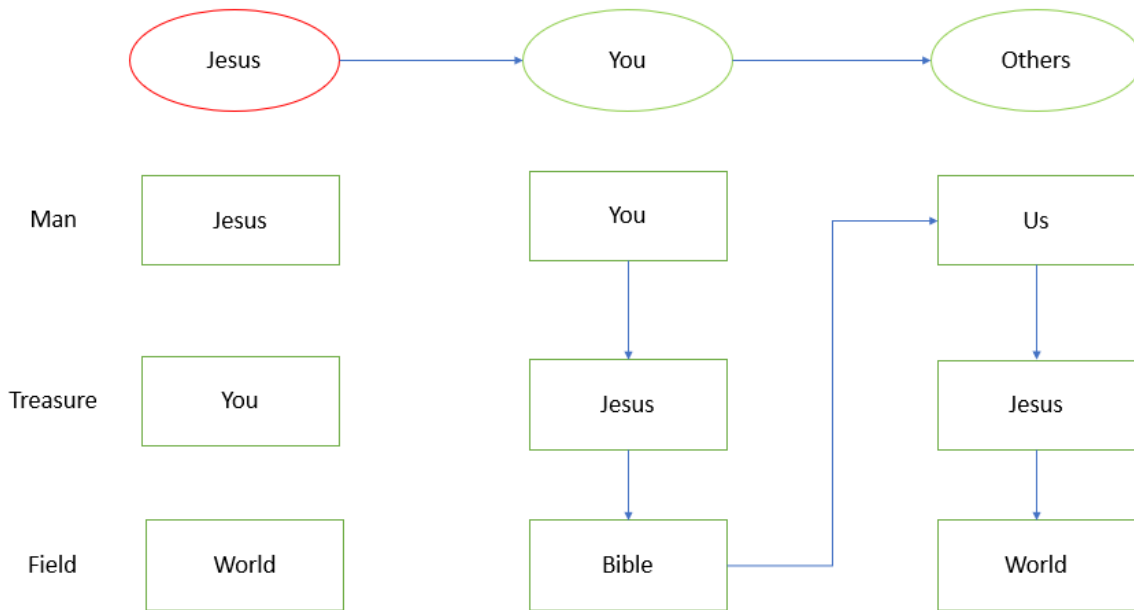 Jesus
You
Others
Man
Jesus
You
Us
Treasure
You
Jesus
Jesus
Field
World
Bible
World